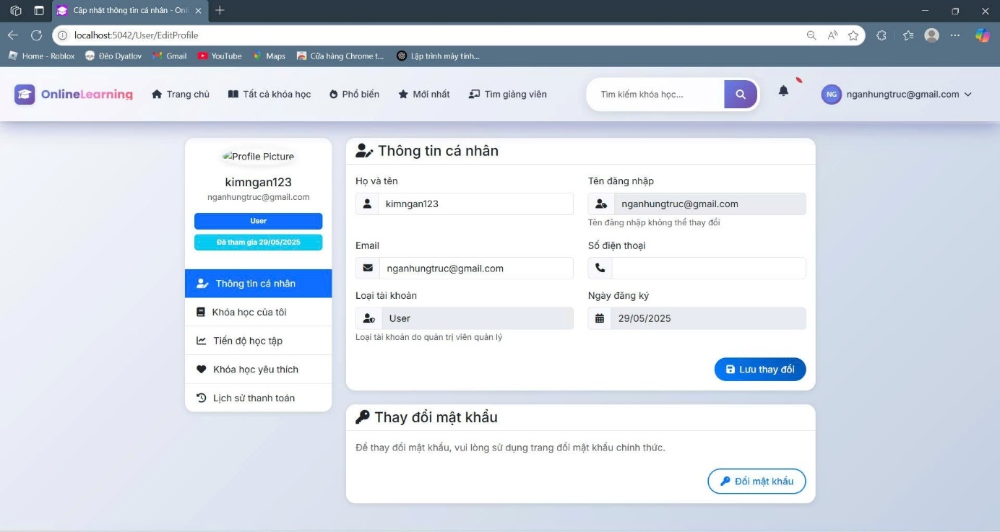 Cập nhật thông tin cá nhân - Onli
localhost:5042/User/EditProfile
Home - Roblox Đèo Dyatlov Gmail YouTube Maps Cửa hàng Chrome t... Lập trình máy tính...
OnlineLearning Trang chủ Tất cả khóa học Phổ biến Mới nhất Tìm giảng viên Tìm kiếm khóa học... NG nganhungtruc@gmail.com
Profile Picture
kimngan123
nganhungtruc@gmail.com
User
Đã tham gia 29/05/2025
Thông tin cá nhân
Khóa học của tôi
Tiến độ học tập
Khóa học yêu thích
Lịch sử thanh toán
Thông tin cá nhân
Họ và tên
kimngan123
Tên đăng nhập
nganhungtruc@gmail.com
Tên đăng nhập không thể thay đổi
Email
nganhungtruc@gmail.com
Số điện thoại
Loại tài khoản
User
Loại tài khoản do quản trị viên quản lý
Ngày đăng ký
29/05/2025
Lưu thay đổi
Thay đổi mật khẩu
Để thay đổi mật khẩu, vui lòng sử dụng trang đổi mật khẩu chính thức.
Đổi mật khẩu